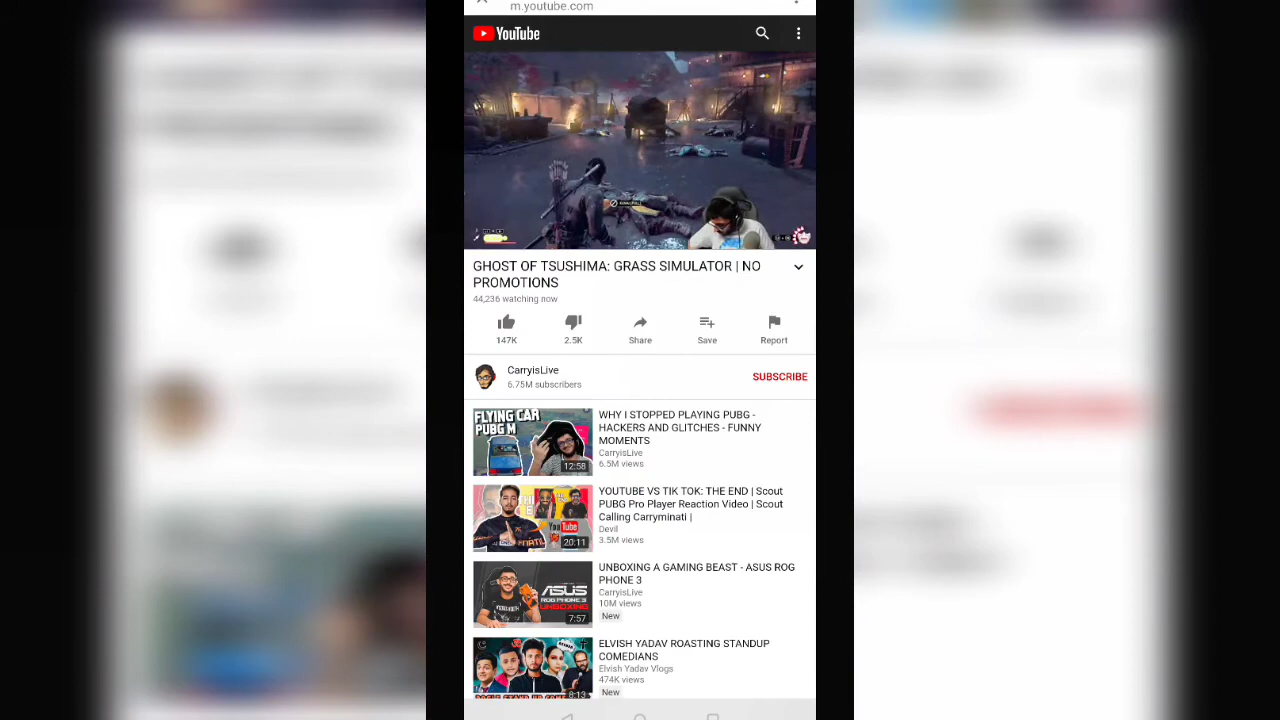 m.youtube.com
YouTube
GHOST OF TSUSHIMA: GRASS SIMULATOR | NO
PROMOTIONS
44,236 watching now
147K
2.5K
Share
Save
Report
CarryisLive
6.75M subscribers
SUBSCRIBE
FLYING CAR
PUBG M
12:58
WHY I STOPPED PLAYING PUBG -
HACKERS AND GLITCHES - FUNNY
MOMENTS
CarryisLive
6.5M views
YouTube
20:11
YOUTUBE VS TIK TOK: THE END | Scout
PUBG Pro Player Reaction Video | Scout
Calling Carryminati |
Devil
3.5M views
ASUS
ROG PHONE 3
UNBOXING
7:57
UNBOXING A GAMING BEAST - ASUS ROG
PHONE 3
CarryisLive
10M views
New
8:13
ELVISH YADAV ROASTING STANDUP
COMEDIANS
Elvish Yadav Vlogs
474K views
New